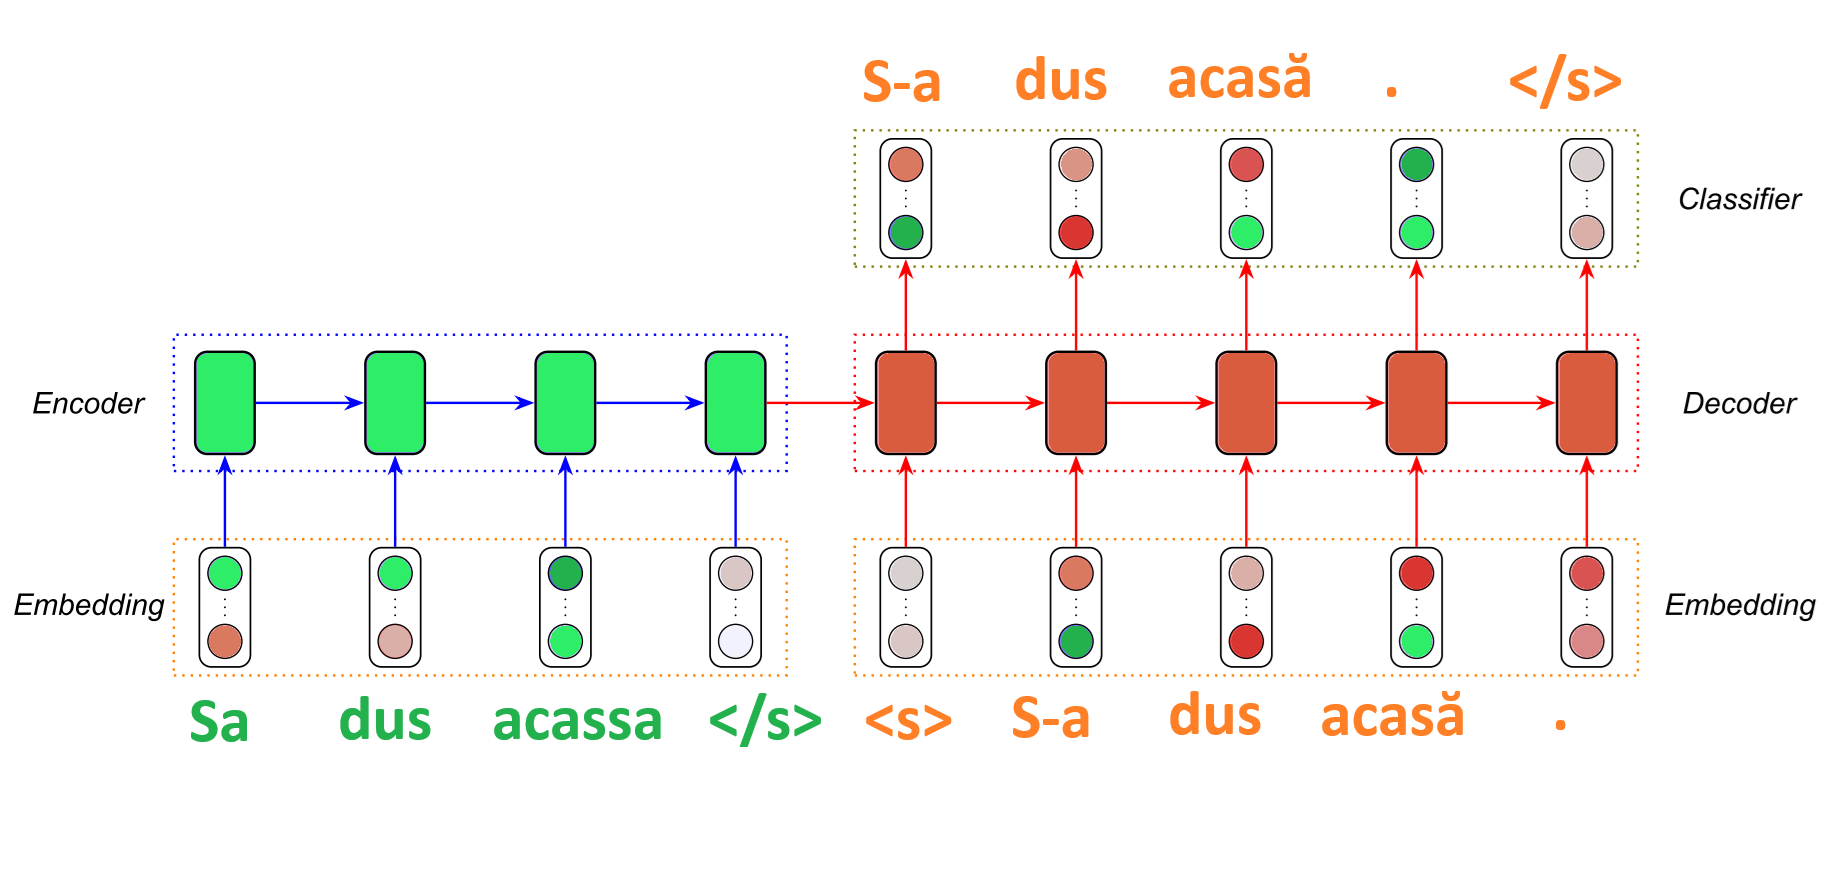 S-a dus acasă . </s>
Classifier
Encoder
Decoder
Embedding
Embedding
Sa dus acassa </s> <s> S-a dus acasă .